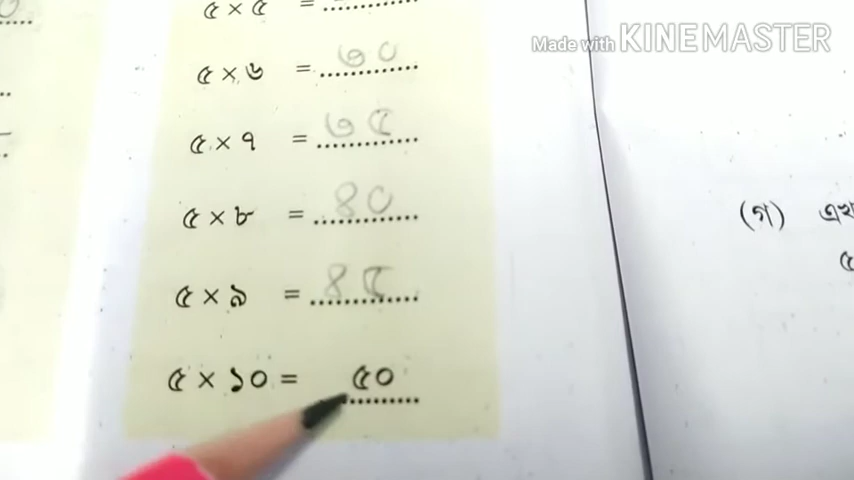 ৫ × ৫ =
Made with KINEMASTER
৫ × ৬ = ৩০
৫ × ৭ = ৩৫
৫ × ৮ = ৪০
৫ × ৯ = ৪৫
৫ × ১০ = ৫০
(গ)